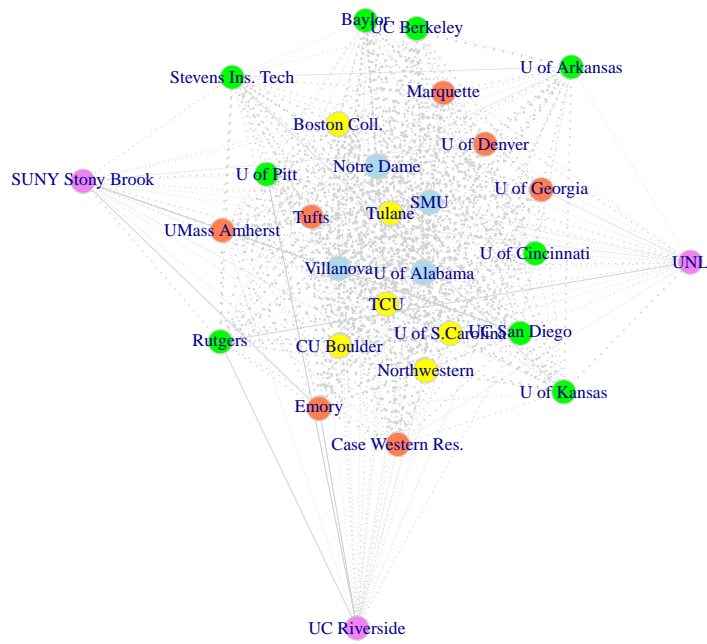 Baylor
UC Berkeley
Stevens Ins. Tech
U of Arkansas
Marquette
Boston Coll.
U of Denver
Notre Dame
SUNY Stony Brook
U of Pitt
U of Georgia
SMU
Tulane
Tufts
UMass Amherst
U of Cincinnati
UNL
Villanova
U of Alabama
TCU
U of S.Carolina
UC San Diego
Rutgers
CU Boulder
Northwestern
U of Kansas
Emory
Case Western Res.
UC Riverside